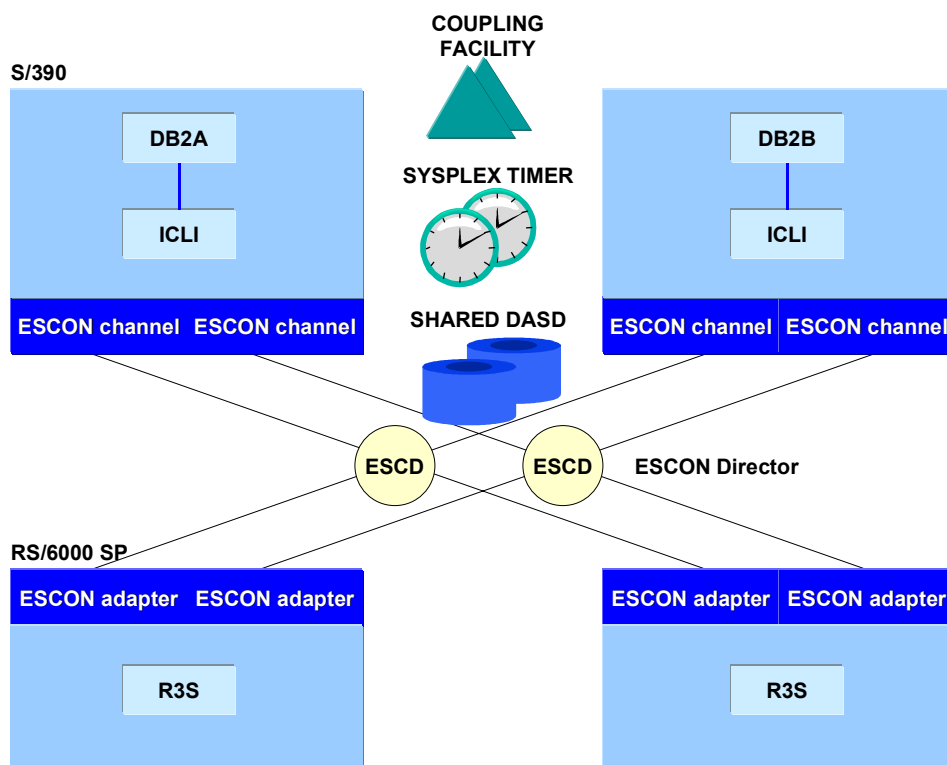 COUPLING
FACILITY
S/390
DB2A
DB2B
SYSPLEX TIMER
ICLI
ICLI
SHARED DASD
ESCON channel ESCON channel
ESCON channel ESCON channel
ESCD
ESCD
ESCON Director
RS/6000 SP
ESCON adapter ESCON adapter
ESCON adapter ESCON adapter
R3S
R3S